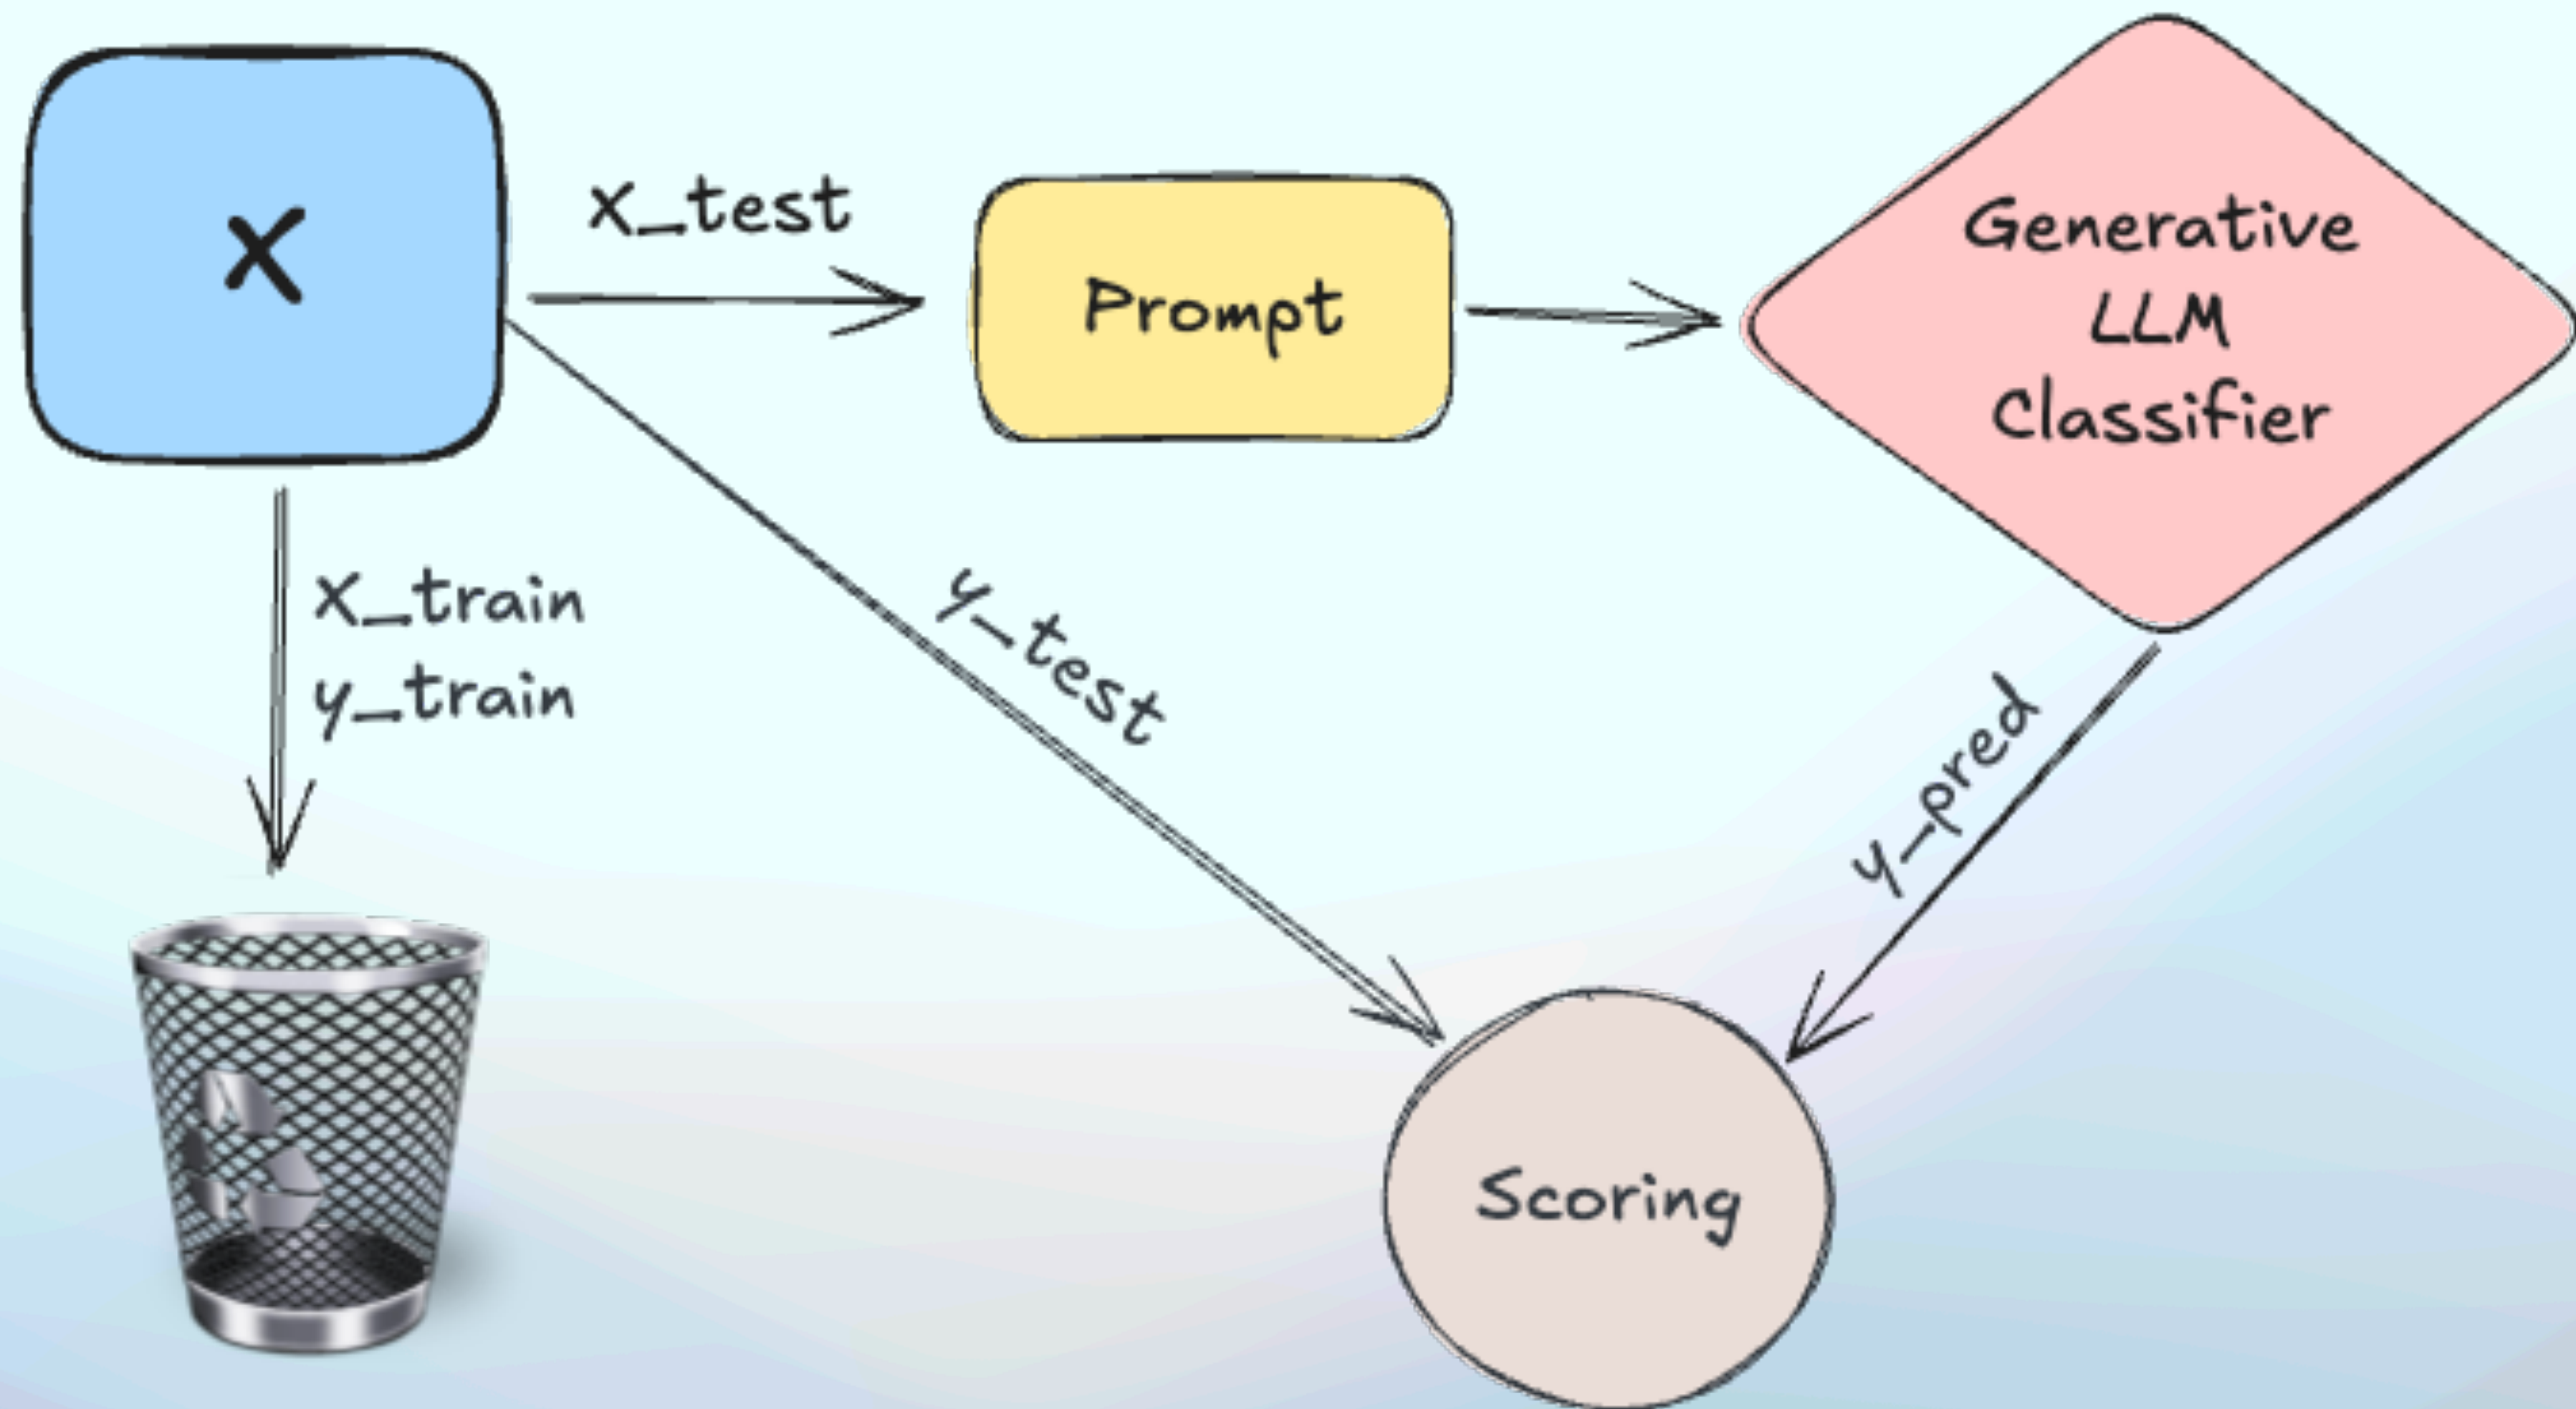 X
X_test
Prompt
Generative
LLM
Classifier
X_train
y_train
y_test
y_pred
Scoring